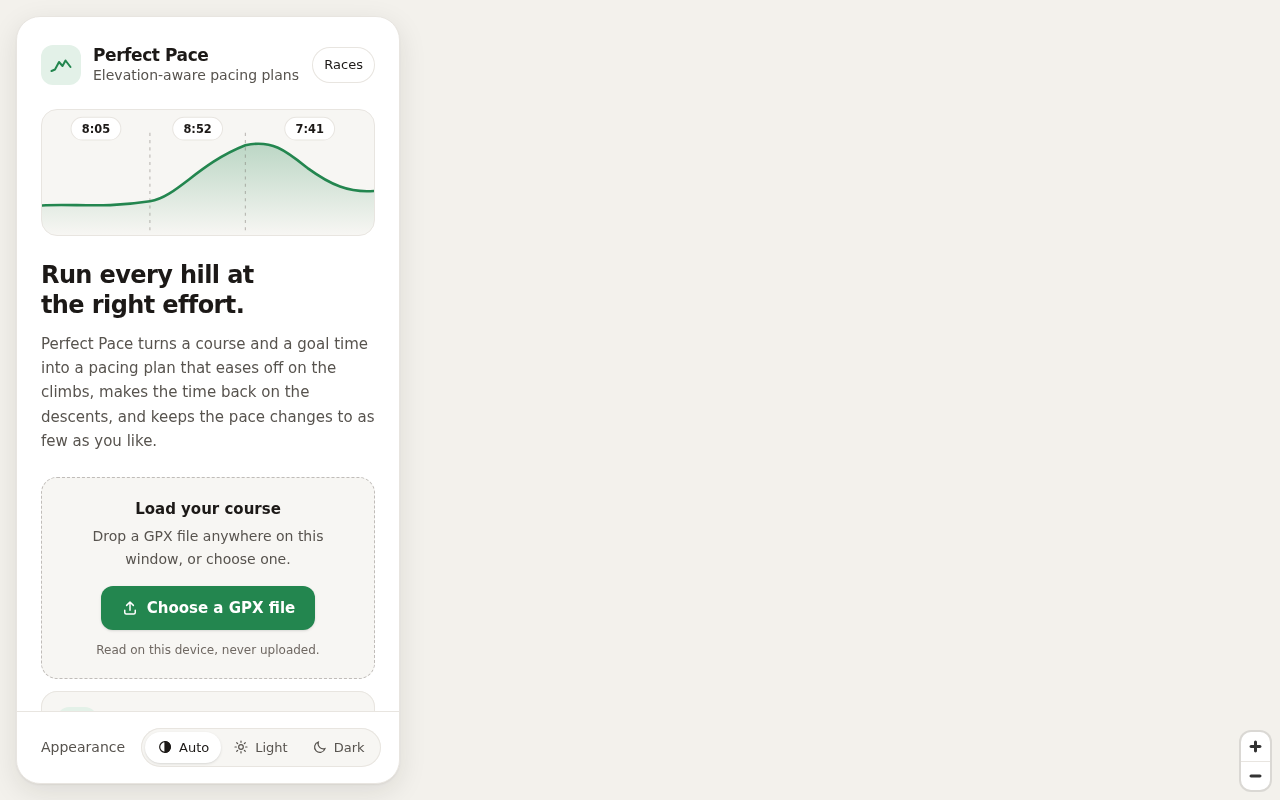 Perfect Pace
Elevation-aware pacing plans
Races
8:05
8:52
7:41
Run every hill at
the right effort.
Perfect Pace turns a course and a goal time
into a pacing plan that eases off on the
climbs, makes the time back on the
descents, and keeps the pace changes to as
few as you like.
Load your course
Drop a GPX file anywhere on this
window, or choose one.
Choose a GPX file
Read on this device, never uploaded.
Appearance
Auto
Light
Dark